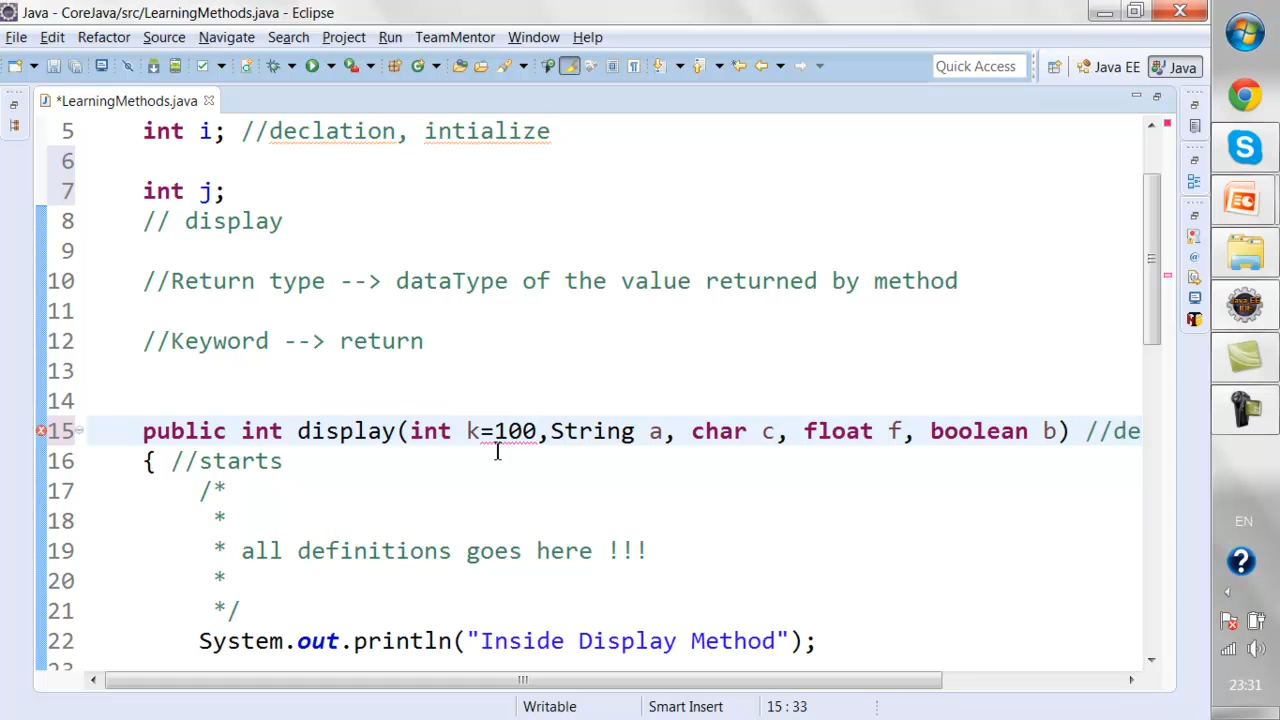 Java - CoreJava/src/LearningMethods.java - Eclipse
File Edit Refactor Source Navigate Search Project Run TeamMentor Window Help
Quick Access Java EE Java
*LearningMethods.java
5 int i; //declation, intialize
6
7 int j;
8 // display
9
10 //Return type --> dataType of the value returned by method
11
12 //Keyword --> return
13
14
15 public int display(int k=100,String a, char c, float f, boolean b) //de
16 { //starts
17 /*
18 *
19 * all definitions goes here !!!
20 *
21 */
22 System.out.println("Inside Display Method");
23
Writable Smart Insert 15 : 33
EN
23:31